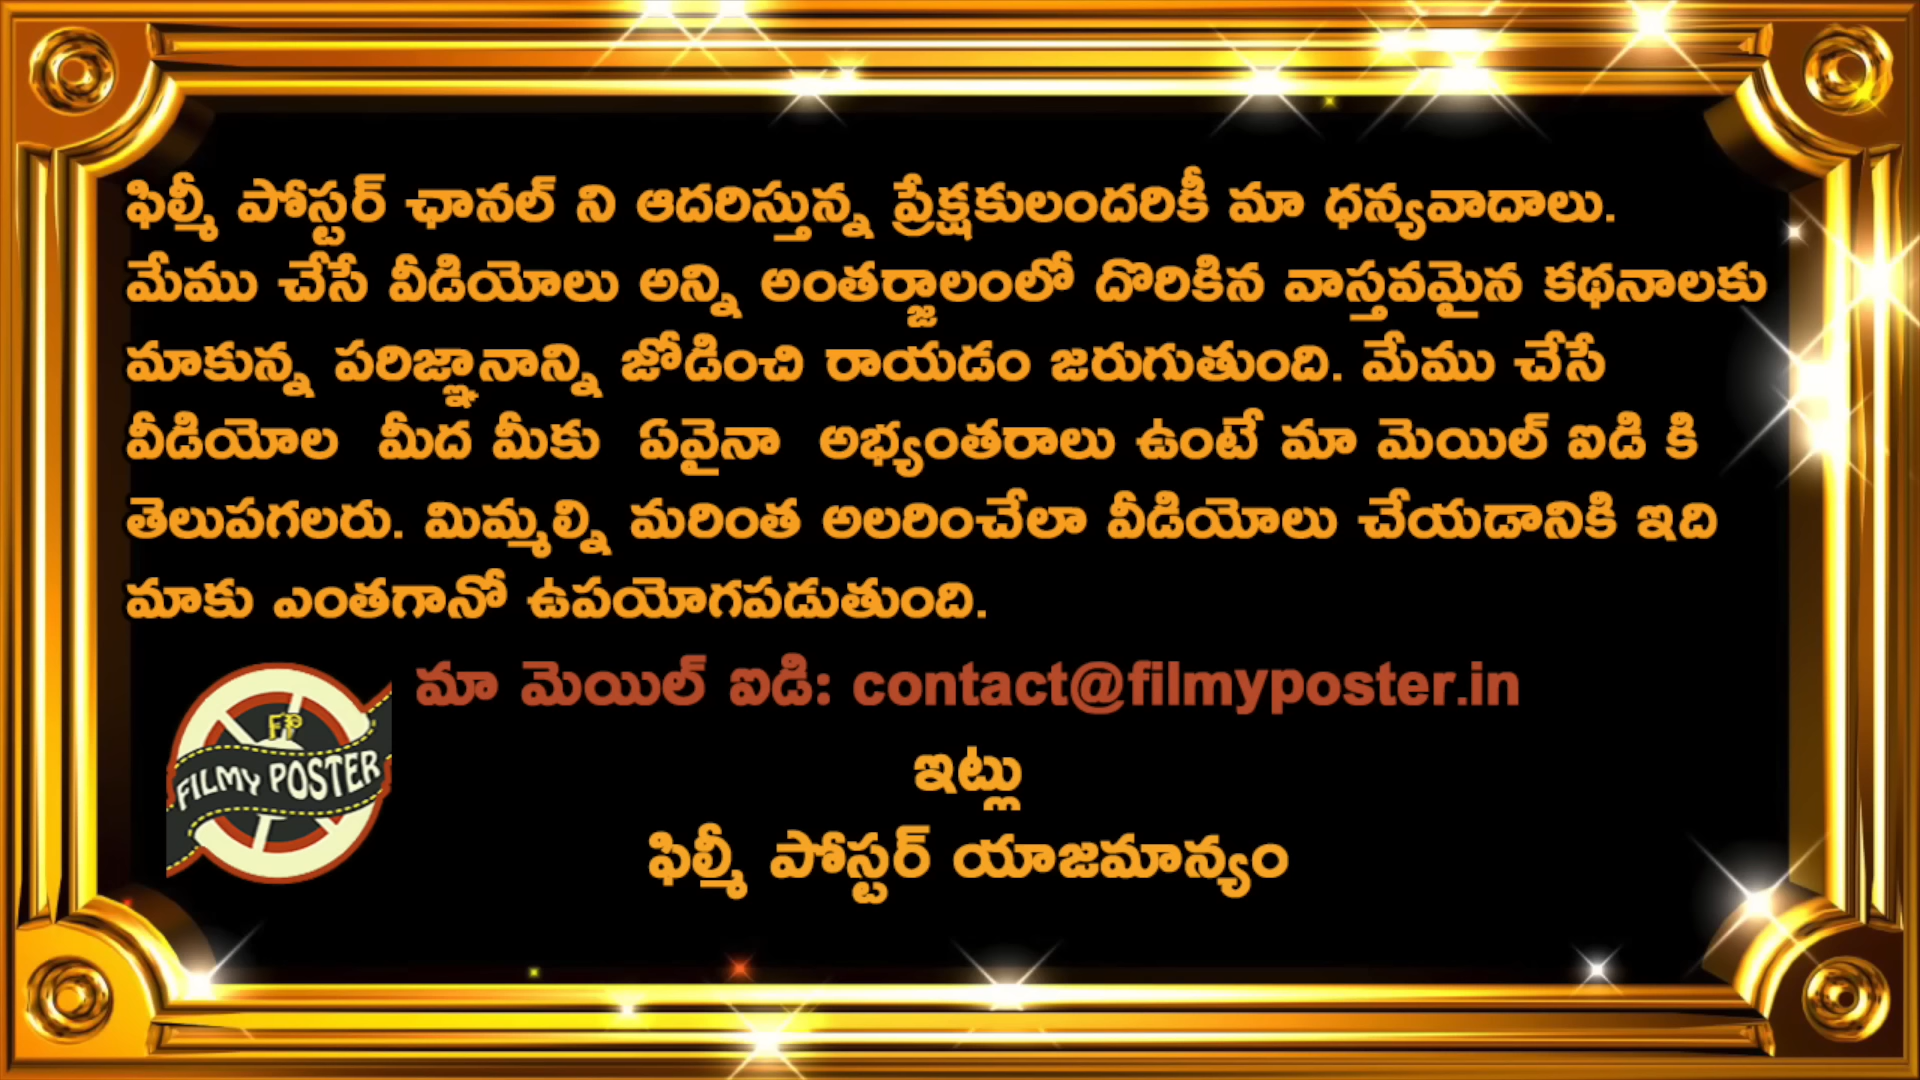 ఫిల్మీ పోస్టర్ ఛానల్ ని ఆదరిస్తున్న ప్రేక్షకులందరికీ మా ధన్యవాదాలు.
మేము చేసే వీడియోలు అన్ని అంతర్జాలంలో దొరికిన వాస్తవమైన కథనాలకు
మాకున్న పరిజ్ఞానాన్ని జోడించి రాయడం జరుగుతుంది. మేము చేసే
వీడియోల మీద మీకు ఏవైనా అభ్యంతరాలు ఉంటే మా మెయిల్ ఐడి కి
తెలుపగలరు. మిమ్మల్ని మరింత అలరించేలా వీడియోలు చేయడానికి ఇది
మాకు ఎంతగానో ఉపయోగపడుతుంది.
మా మెయిల్ ఐడి: contact@filmyposter.in
FP
FILMY POSTER
ఇట్లు
ఫిల్మీ పోస్టర్ యాజమాన్యం